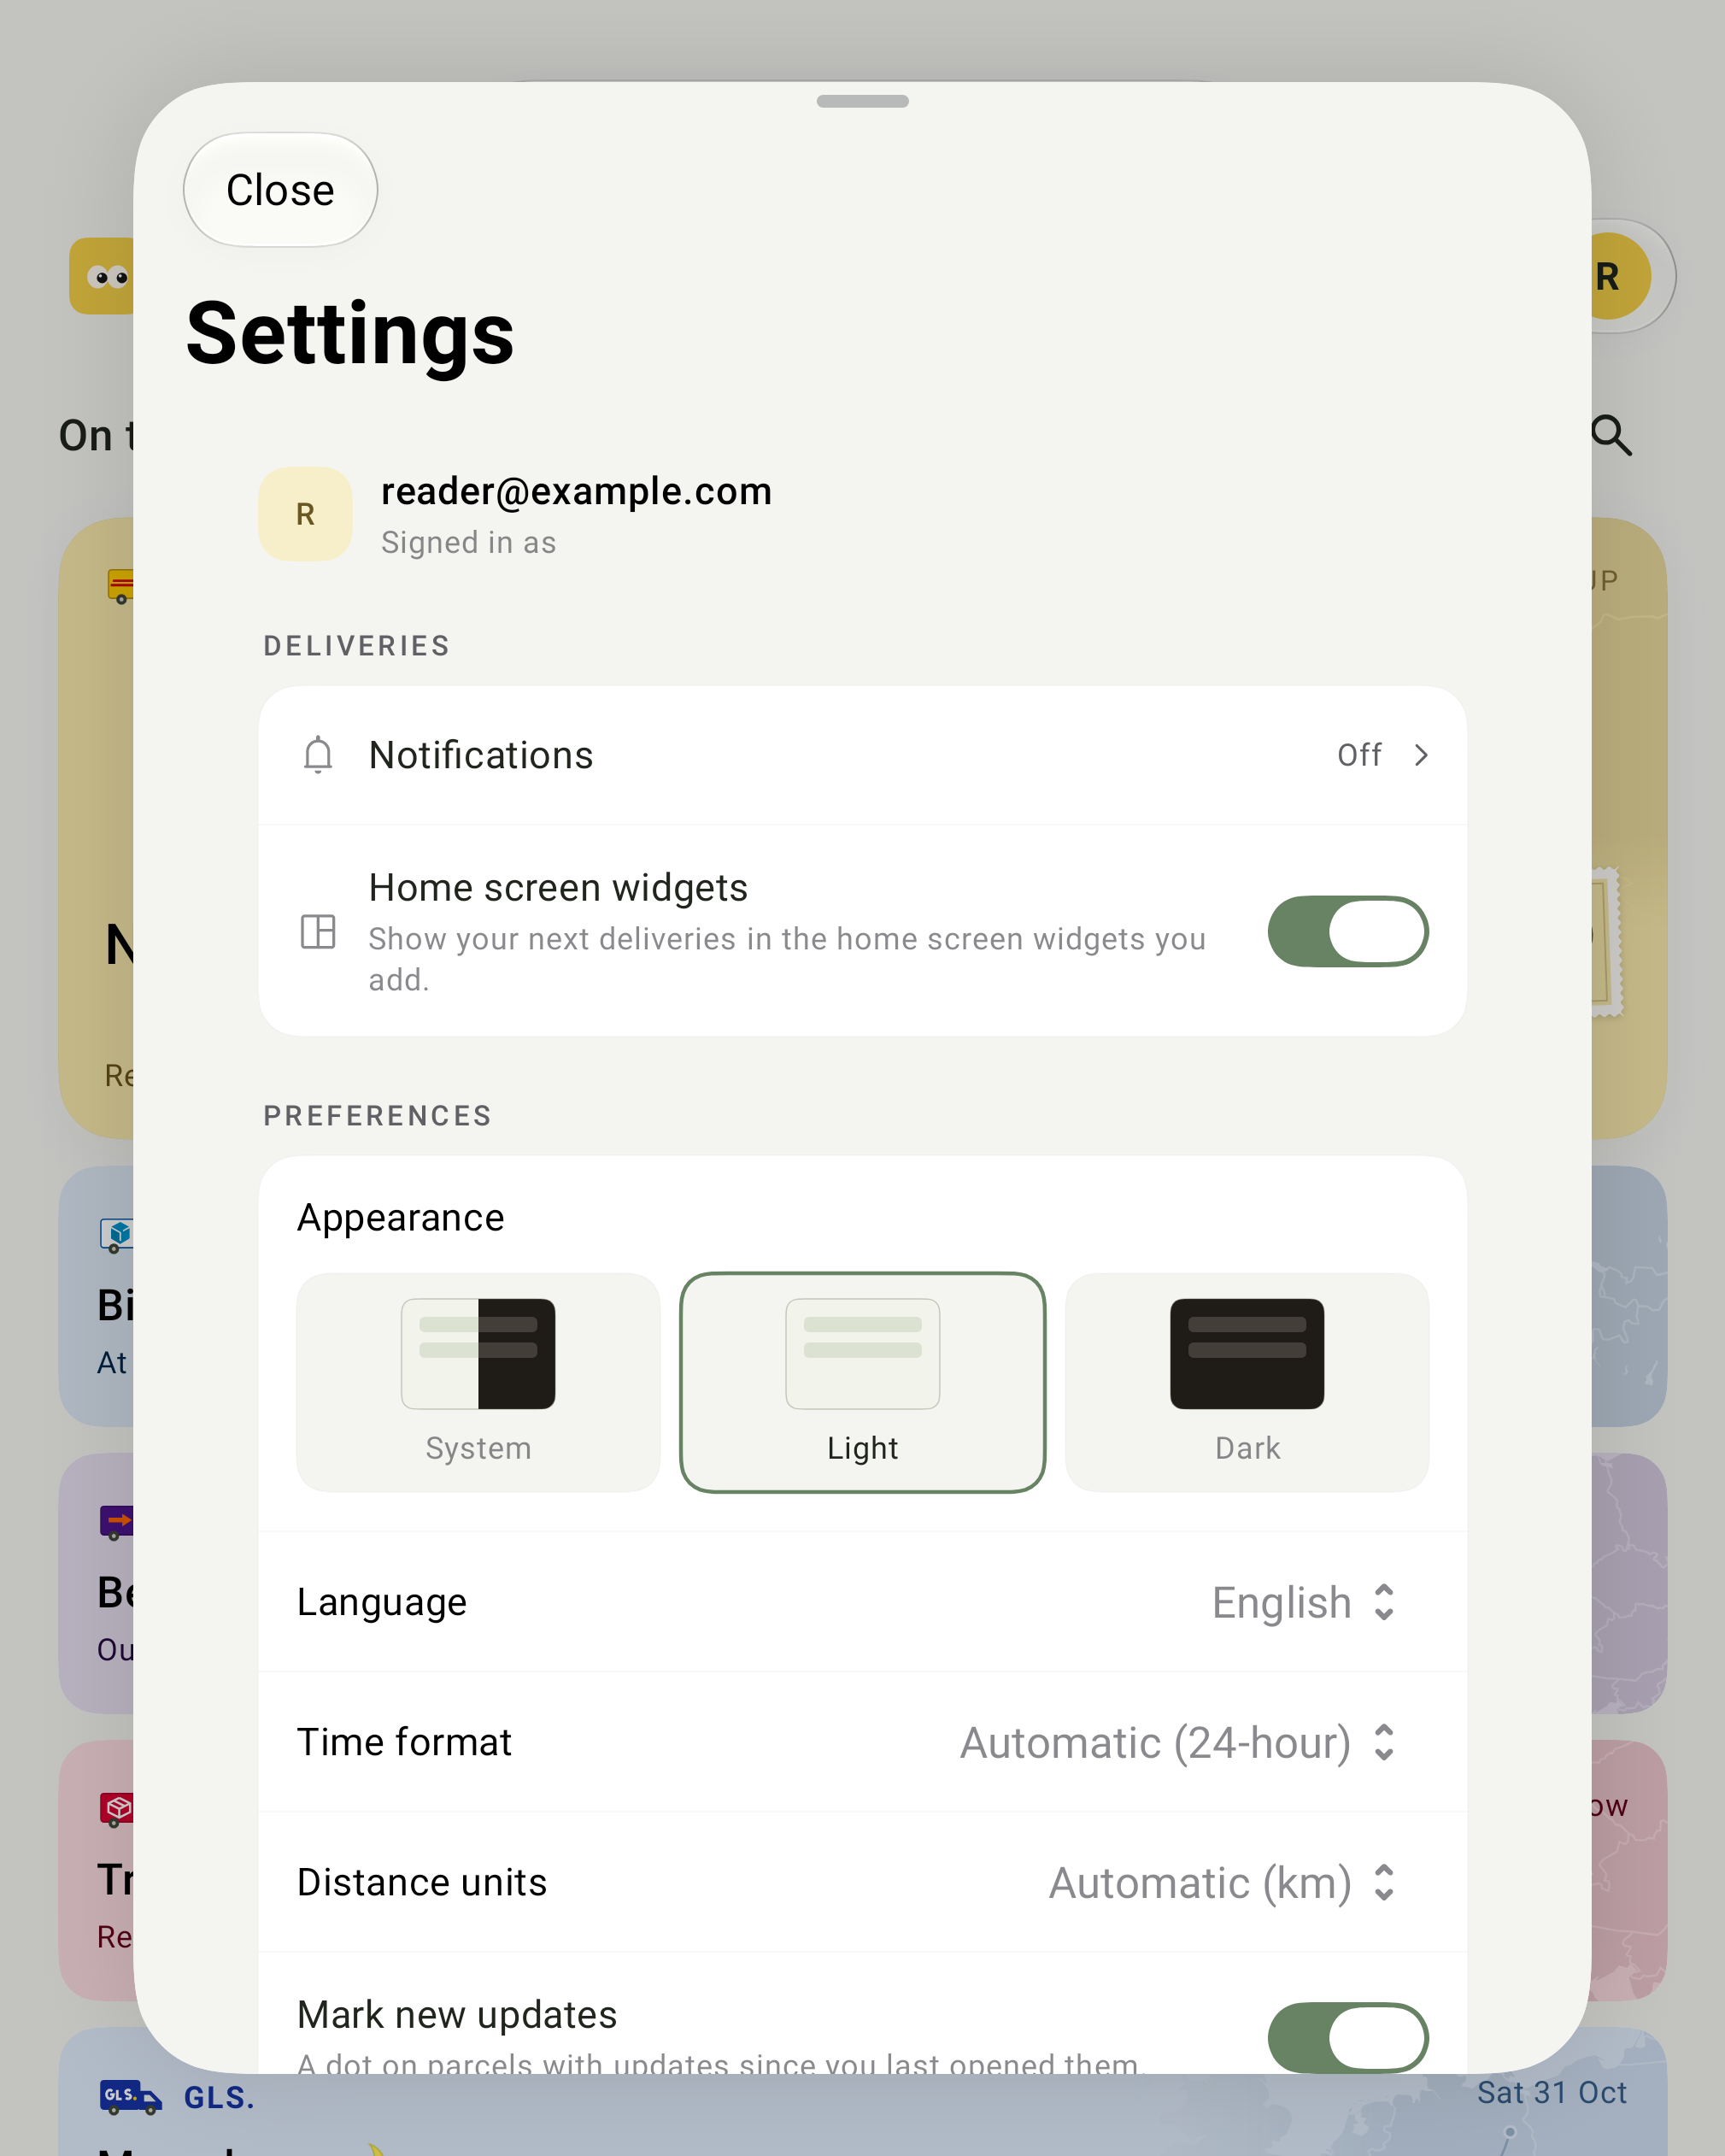 Close
Settings
R
On
R
reader@example.com
Signed in as
DELIVERIES
Notifications
Off
Home screen widgets
Show your next deliveries in the home screen widgets you
add.
PREFERENCES
Appearance
System
Light
Dark
At
Language
English
Time format
Automatic (24-hour)
Distance units
Automatic (km)
Mark new updates
A dot on parcels with updates since you last opened them.
GLS.
GLS.
Sat 31 Oct